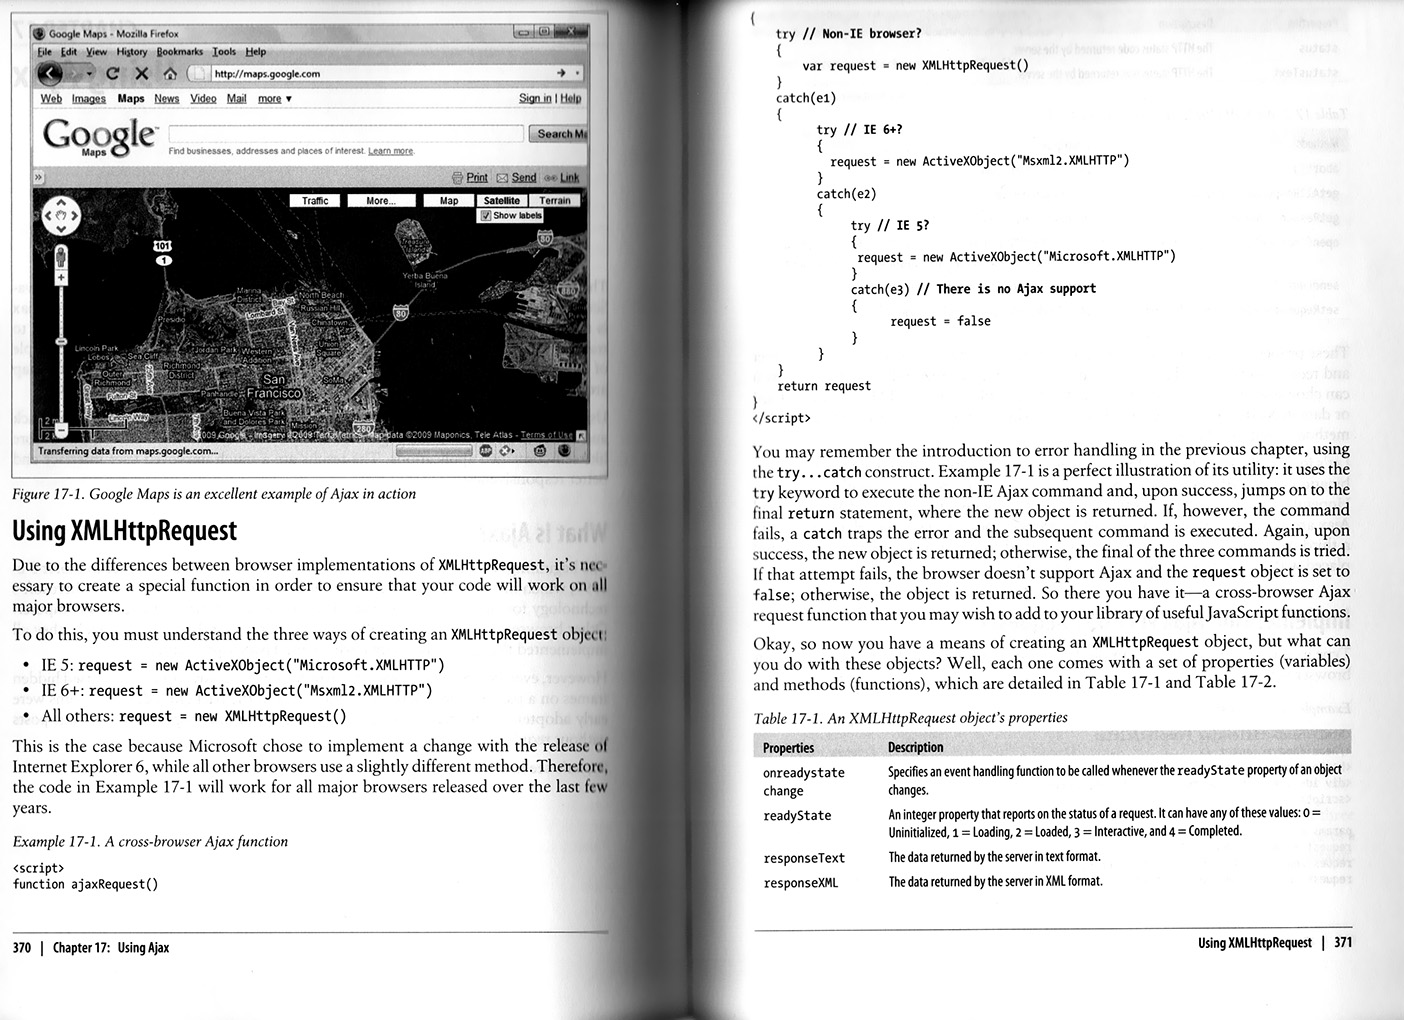 Google Maps - Mozilla Firefox
File Edit View History Bookmarks Tools Help
http://maps.google.com
Web Images Maps News Video Mail more ▼ Sign in | Help
Google
Maps
Search
Find businesses, addresses and places of interest. Learn more.
» Print Send Link
Traffic More... Map Satellite Terrain
Show labels
101
1
80
Treasure
Yerba Buena
Island
880
80
Marina
District
North Beach
Russian Hill
Lombard St
Chinatown
Presidio
Union
Square
Lincoln Park
Lobos
Sea Cliff
Jordan Park
Western
Addition
Outer
Richmond
Richmond
District
SoMa
San
Francisco
Panhandle
Fulton St
Lincoln Way
Buena Vista Park
and Dolores Park
Mission
280
2009 Google - Imagery ©2009 TerraMetrics, Map data ©2009 Maponics, Tele Atlas - Terms of Use
Transferring data from maps.google.com...
ABP
Figure 17-1. Google Maps is an excellent example of Ajax in action
Using XMLHttpRequest
Due to the differences between browser implementations of XMLHttpRequest, it's nec-
essary to create a special function in order to ensure that your code will work on all
major browsers.
To do this, you must understand the three ways of creating an XMLHttpRequest object:
• IE 5: request = new ActiveXObject("Microsoft.XMLHTTP")
• IE 6+: request = new ActiveXObject("Msxml2.XMLHTTP")
• All others: request = new XMLHttpRequest()
This is the case because Microsoft chose to implement a change with the release of
Internet Explorer 6, while all other browsers use a slightly different method. Therefore,
the code in Example 17-1 will work for all major browsers released over the last few
years.
Example 17-1. A cross-browser Ajax function
<script>
function ajaxRequest()
370 | Chapter 17: Using Ajax
{
try // Non-IE browser?
{
var request = new XMLHttpRequest()
}
catch(e1)
{
try // IE 6+?
{
request = new ActiveXObject("Msxml2.XMLHTTP")
}
catch(e2)
{
try // IE 5?
{
request = new ActiveXObject("Microsoft.XMLHTTP")
}
catch(e3) // There is no Ajax support
{
request = false
}
}
}
return request
}
</script>
You may remember the introduction to error handling in the previous chapter, using
the try...catch construct. Example 17-1 is a perfect illustration of its utility: it uses the
try keyword to execute the non-IE Ajax command and, upon success, jumps on to the
final return statement, where the new object is returned. If, however, the command
fails, a catch traps the error and the subsequent command is executed. Again, upon
success, the new object is returned; otherwise, the final of the three commands is tried.
If that attempt fails, the browser doesn't support Ajax and the request object is set to
false; otherwise, the object is returned. So there you have it—a cross-browser Ajax
request function that you may wish to add to your library of useful JavaScript functions.
Okay, so now you have a means of creating an XMLHttpRequest object, but what can
you do with these objects? Well, each one comes with a set of properties (variables)
and methods (functions), which are detailed in Table 17-1 and Table 17-2.
Table 17-1. An XMLHttpRequest object's properties
Properties Description
onreadystate Specifies an event handling function to be called whenever the readyState property of an object
change changes.
readyState An integer property that reports on the status of a request. It can have any of these values: 0 =
Uninitialized, 1 = Loading, 2 = Loaded, 3 = Interactive, and 4 = Completed.
responseText The data returned by the server in text format.
responseXML The data returned by the server in XML format.
Using XMLHttpRequest | 371